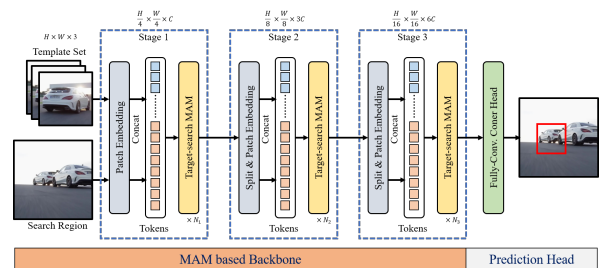 H × W × 3
Template Set
Search Region
H/4 × W/4 × C
Stage 1
Patch Embedding
Concat
Target-search MAM
× N₁
Tokens
H/8 × W/8 × 3C
Stage 2
Split & Patch Embedding
Concat
Target-search MAM
× N₂
Tokens
H/16 × W/16 × 6C
Stage 3
Split & Patch Embedding
Concat
Target-search MAM
× N₃
Tokens
Fully-Conv. Coner Head
MAM based Backbone
Prediction Head